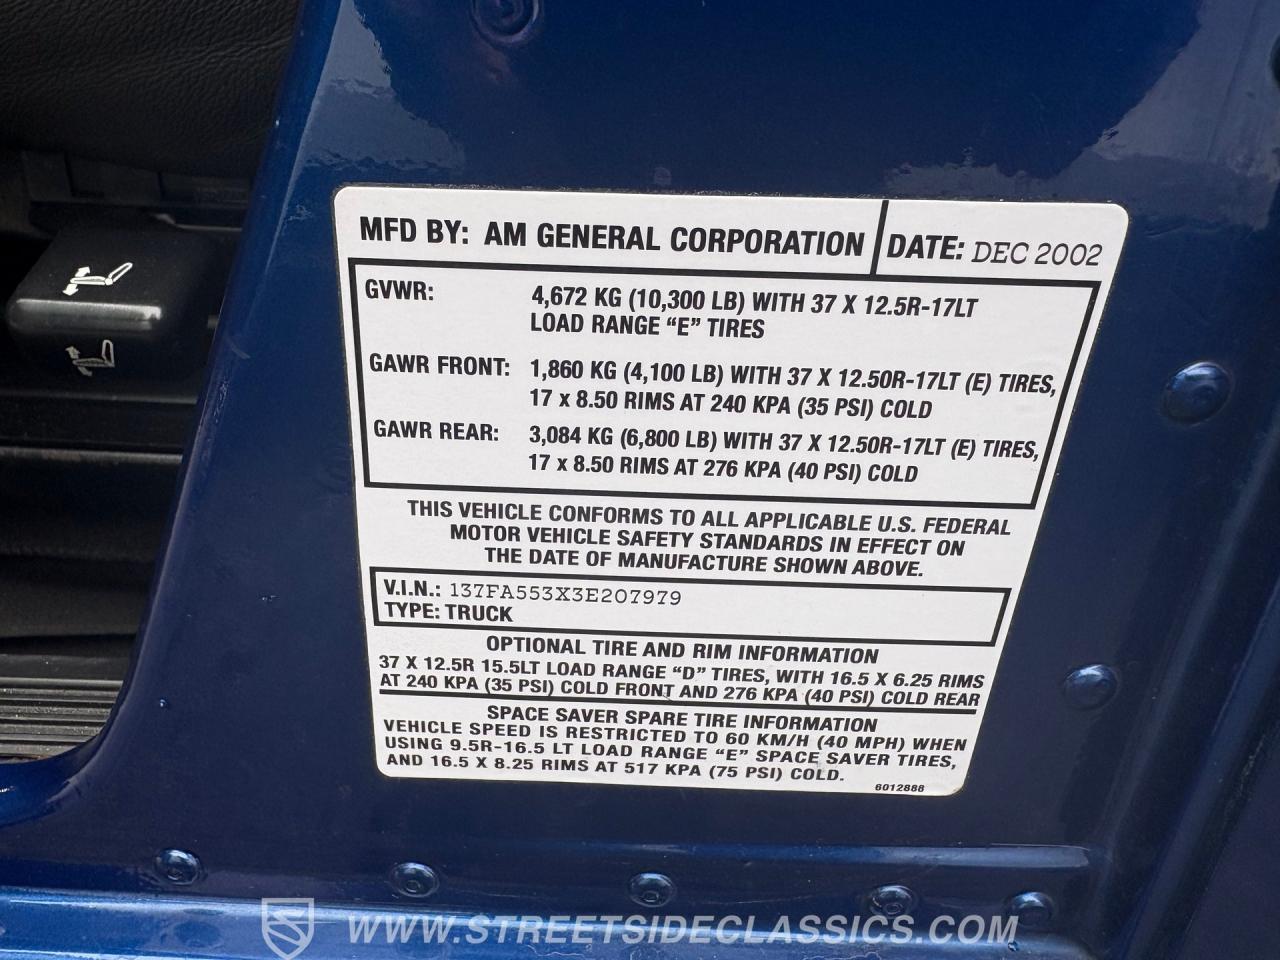 MFD BY: AM GENERAL CORPORATION DATE: DEC 2002
GVWR: 4,672 KG (10,300 LB) WITH 37 X 12.5R-17LT
LOAD RANGE "E" TIRES
GAWR FRONT: 1,860 KG (4,100 LB) WITH 37 X 12.50R-17LT (E) TIRES,
17 x 8.50 RIMS AT 240 KPA (35 PSI) COLD
GAWR REAR: 3,084 KG (6,800 LB) WITH 37 X 12.50R-17LT (E) TIRES,
17 x 8.50 RIMS AT 276 KPA (40 PSI) COLD
THIS VEHICLE CONFORMS TO ALL APPLICABLE U.S. FEDERAL
MOTOR VEHICLE SAFETY STANDARDS IN EFFECT ON
THE DATE OF MANUFACTURE SHOWN ABOVE.
V.I.N.: 137FA553X3E207979
TYPE: TRUCK
OPTIONAL TIRE AND RIM INFORMATION
37 X 12.5R 15.5LT LOAD RANGE "D" TIRES, WITH 16.5 X 6.25 RIMS
AT 240 KPA (35 PSI) COLD FRONT AND 276 KPA (40 PSI) COLD REAR
SPACE SAVER SPARE TIRE INFORMATION
VEHICLE SPEED IS RESTRICTED TO 60 KM/H (40 MPH) WHEN
USING 9.5R-16.5 LT LOAD RANGE "E" SPACE SAVER TIRES,
AND 16.5 X 8.25 RIMS AT 517 KPA (75 PSI) COLD.
6012888
WWW.STREETSIDECLASSICS.COM